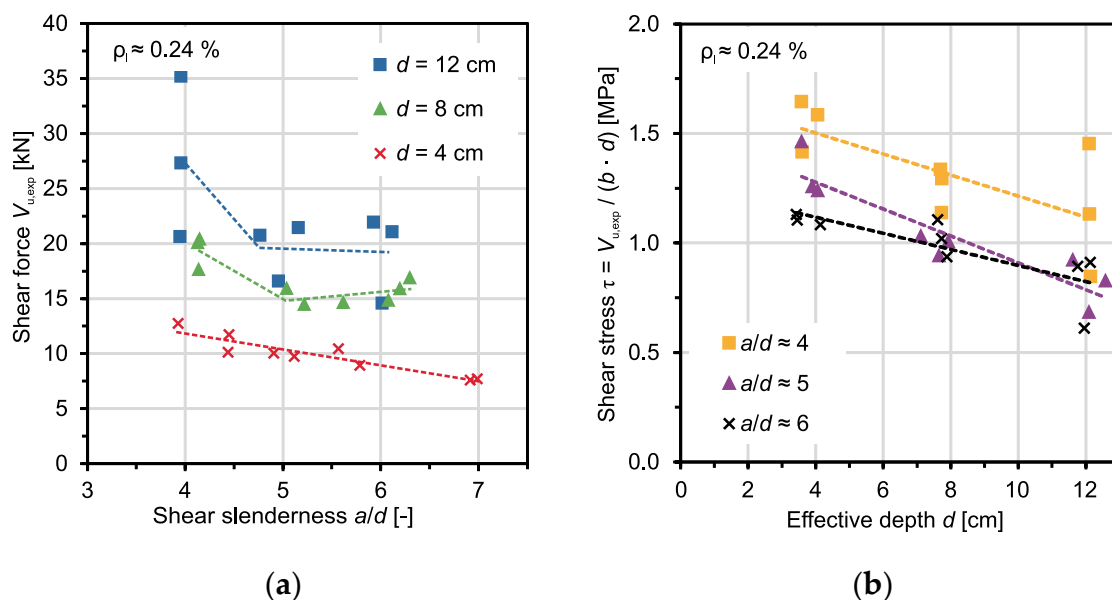 ρl ≈ 0.24 %
d = 12 cm
d = 8 cm
d = 4 cm
Shear force Vu,exp [kN]
40
35
30
25
20
15
10
5
0
3 4 5 6 7
Shear slenderness a/d [-]
(a)
ρl ≈ 0.24 %
Shear stress τ = Vu,exp / (b · d) [MPa]
2.0
1.5
1.0
0.5
0.0
a/d ≈ 4
a/d ≈ 5
a/d ≈ 6
0 2 4 6 8 10 12
Effective depth d [cm]
(b)